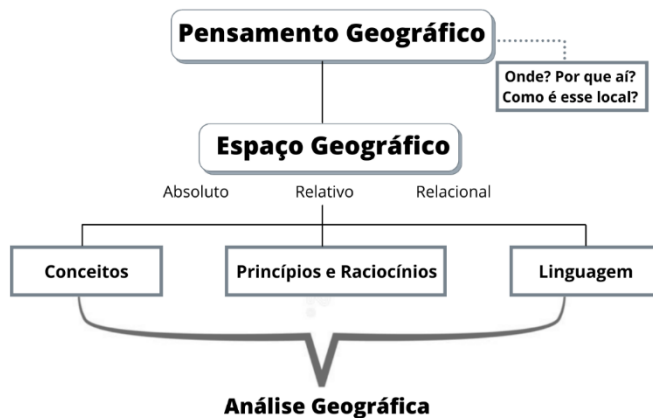 Pensamento Geográfico
Onde? Por que aí?
Como é esse local?
Espaço Geográfico
Absoluto Relativo Relacional
Conceitos Princípios e Raciocínios Linguagem
Análise Geográfica